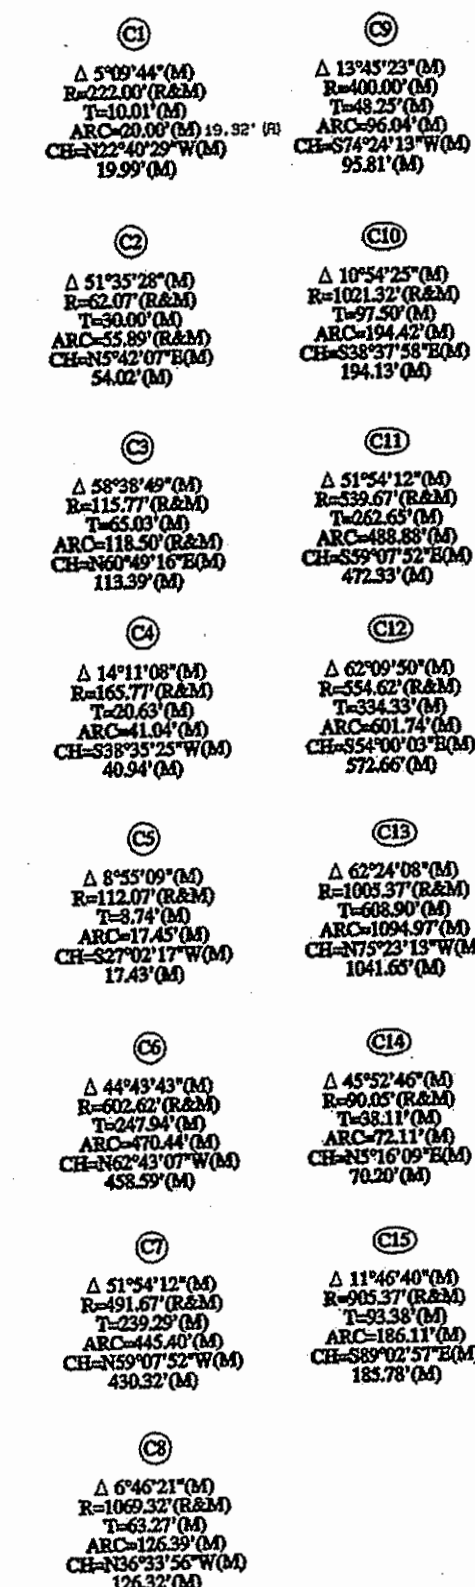 C1
Δ 5°09'44"(M)
R=222.00'(R&M)
T=10.01'(M)
ARC=20.00'(M) 19.92' (R)
CH=N22°40'29"W(M)
19.99'(M)
C2
Δ 51°35'28"(M)
R=62.07'(R&M)
T=30.00'(M)
ARC=55.89'(R&M)
CH=N5°42'07"E(M)
54.02'(M)
C3
Δ 58°38'49"(M)
R=115.77'(R&M)
T=65.03'(M)
ARC=118.50'(R&M)
CH=N60°49'16"E(M)
113.39'(M)
C4
Δ 14°11'08"(M)
R=165.77'(R&M)
T=20.63'(M)
ARC=41.04'(M)
CH=S38°35'25"W(M)
40.94'(M)
C5
Δ 8°55'09"(M)
R=112.07'(R&M)
T=8.74'(M)
ARC=17.45'(M)
CH=S27°02'17"W(M)
17.43'(M)
C6
Δ 44°43'43"(M)
R=602.62'(R&M)
T=247.94'(M)
ARC=470.44'(M)
CH=N62°43'07"W(M)
458.59'(M)
C7
Δ 51°54'12"(M)
R=491.67'(R&M)
T=239.29'(M)
ARC=445.40'(M)
CH=N59°07'52"W(M)
430.32'(M)
C8
Δ 6°46'21"(M)
R=1069.32'(R&M)
T=63.27'(M)
ARC=126.39'(M)
CH=N36°33'56"W(M)
126.32'(M)
C9
Δ 13°45'23"(M)
R=400.00'(M)
T=48.25'(M)
ARC=96.04'(M)
CH=S74°24'13"W(M)
95.81'(M)
C10
Δ 10°54'25"(M)
R=1021.32'(R&M)
T=97.50'(M)
ARC=194.42'(M)
CH=S38°37'58"E(M)
194.13'(M)
C11
Δ 51°54'12"(M)
R=539.67'(R&M)
T=262.65'(M)
ARC=488.88'(M)
CH=S59°07'52"E(M)
472.33'(M)
C12
Δ 62°09'50"(M)
R=554.62'(R&M)
T=334.33'(M)
ARC=601.74'(M)
CH=S54°00'03"E(M)
572.66'(M)
C13
Δ 62°24'08"(M)
R=1005.37'(R&M)
T=608.90'(M)
ARC=1094.97'(M)
CH=N75°23'13"W(M
1041.65'(M)
C14
Δ 45°52'46"(M)
R=90.05'(R&M)
T=38.11'(M)
ARC=72.11'(M)
CH=N5°16'09"E(M)
70.20'(M)
C15
Δ 11°46'40"(M)
R=905.37'(R&M)
T=93.38'(M)
ARC=186.11'(M)
CH=S89°02'57"E(M
185.78'(M)